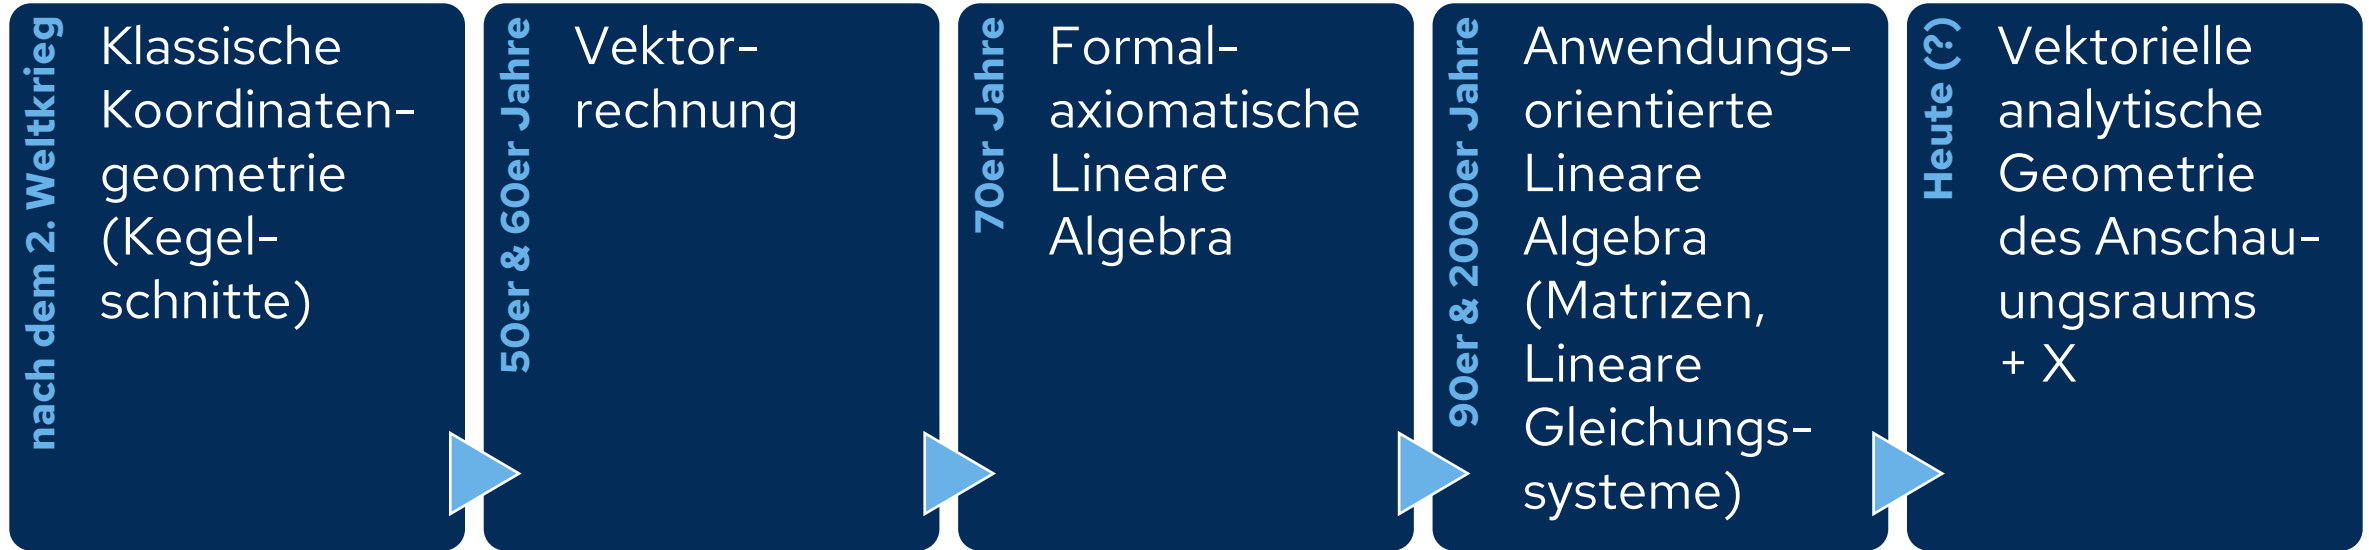 nach dem 2. Weltkrieg
Klassische
Koordinaten-
geometrie
(Kegel-
schnitte)
50er & 60er Jahre
Vektor-
rechnung
70er Jahre
Formal-
axiomatische
Lineare
Algebra
90er & 2000er Jahre
Anwendungs-
orientierte
Lineare
Algebra
(Matrizen,
Lineare
Gleichungs-
systeme)
Heute (?)
Vektorielle
analytische
Geometrie
des Anschau-
ungsraums
+ X